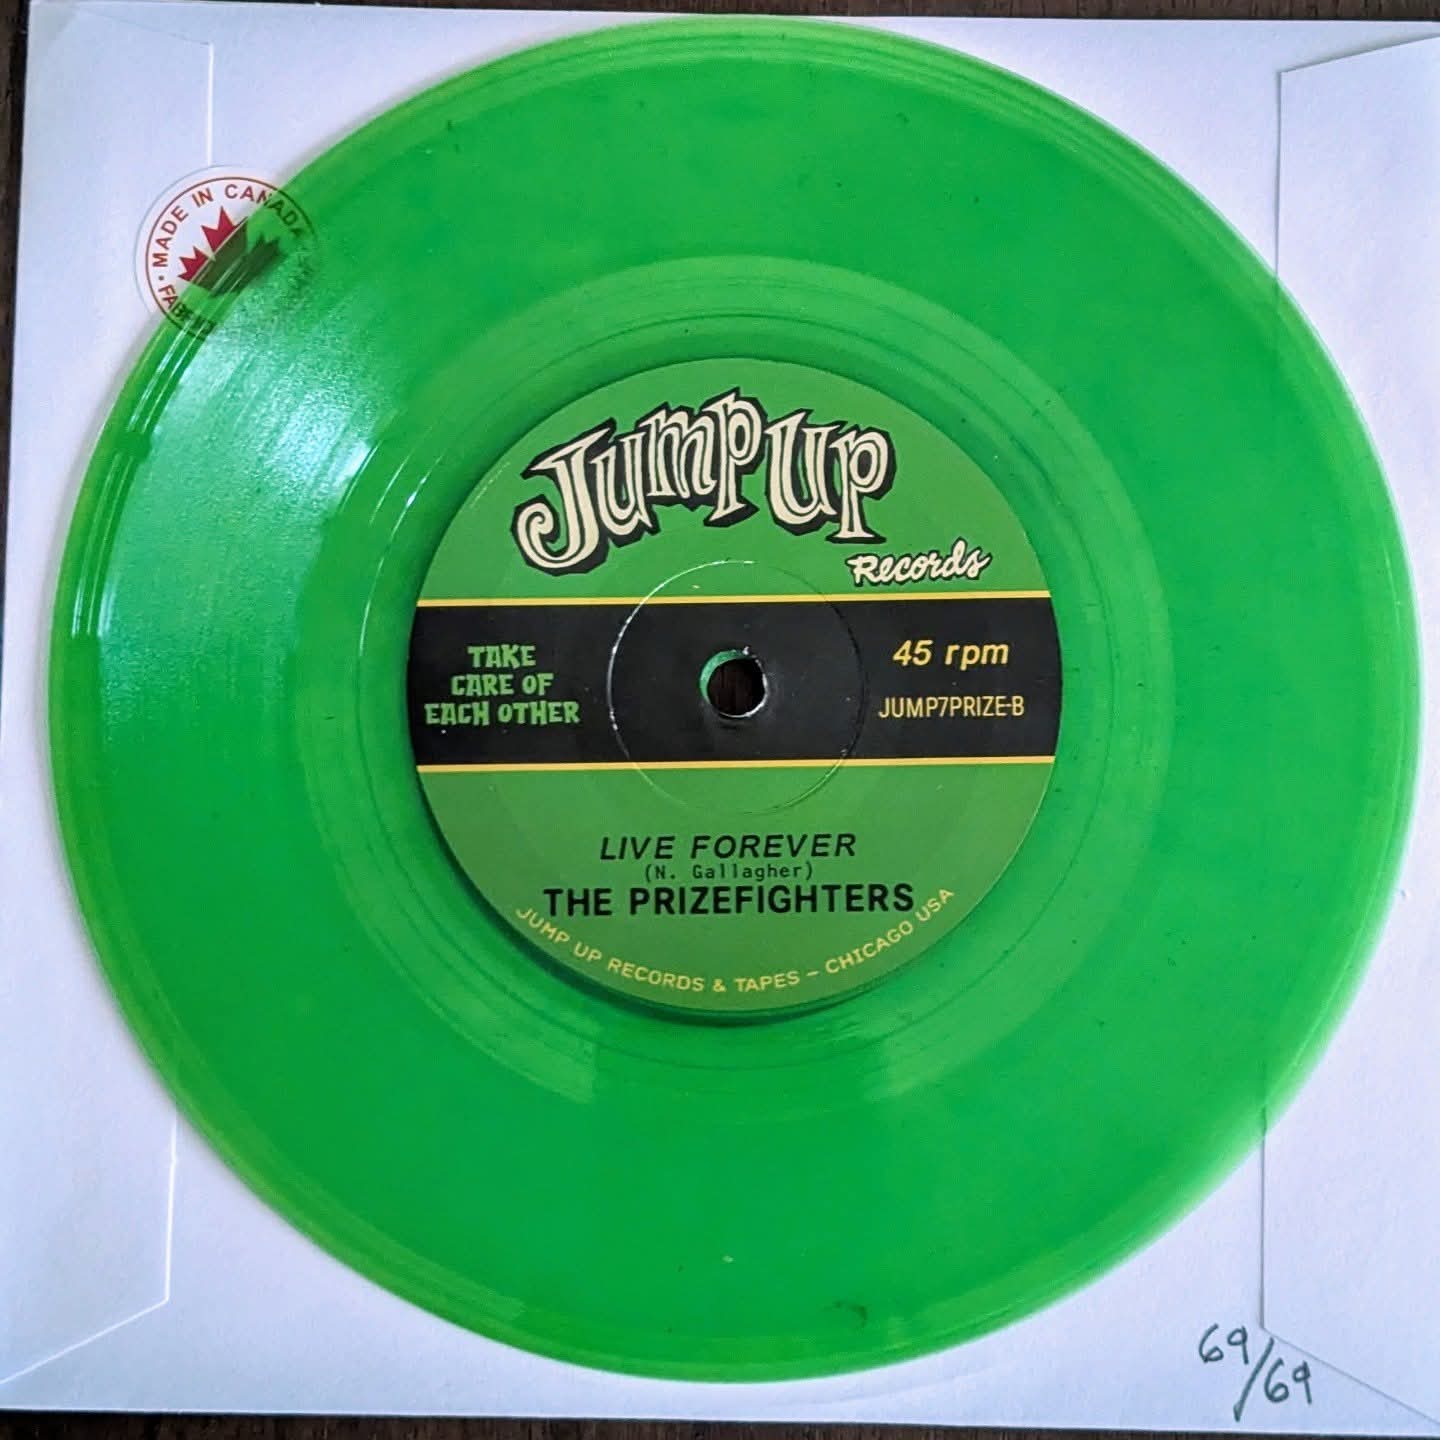 MADE IN CANADA
Jump Up
Records
TAKE
CARE OF
EACH OTHER
45 rpm
JUMP7PRIZE-B
LIVE FOREVER
(N. Gallagher)
THE PRIZEFIGHTERS
JUMP UP RECORDS & TAPES – CHICAGO USA
69/69